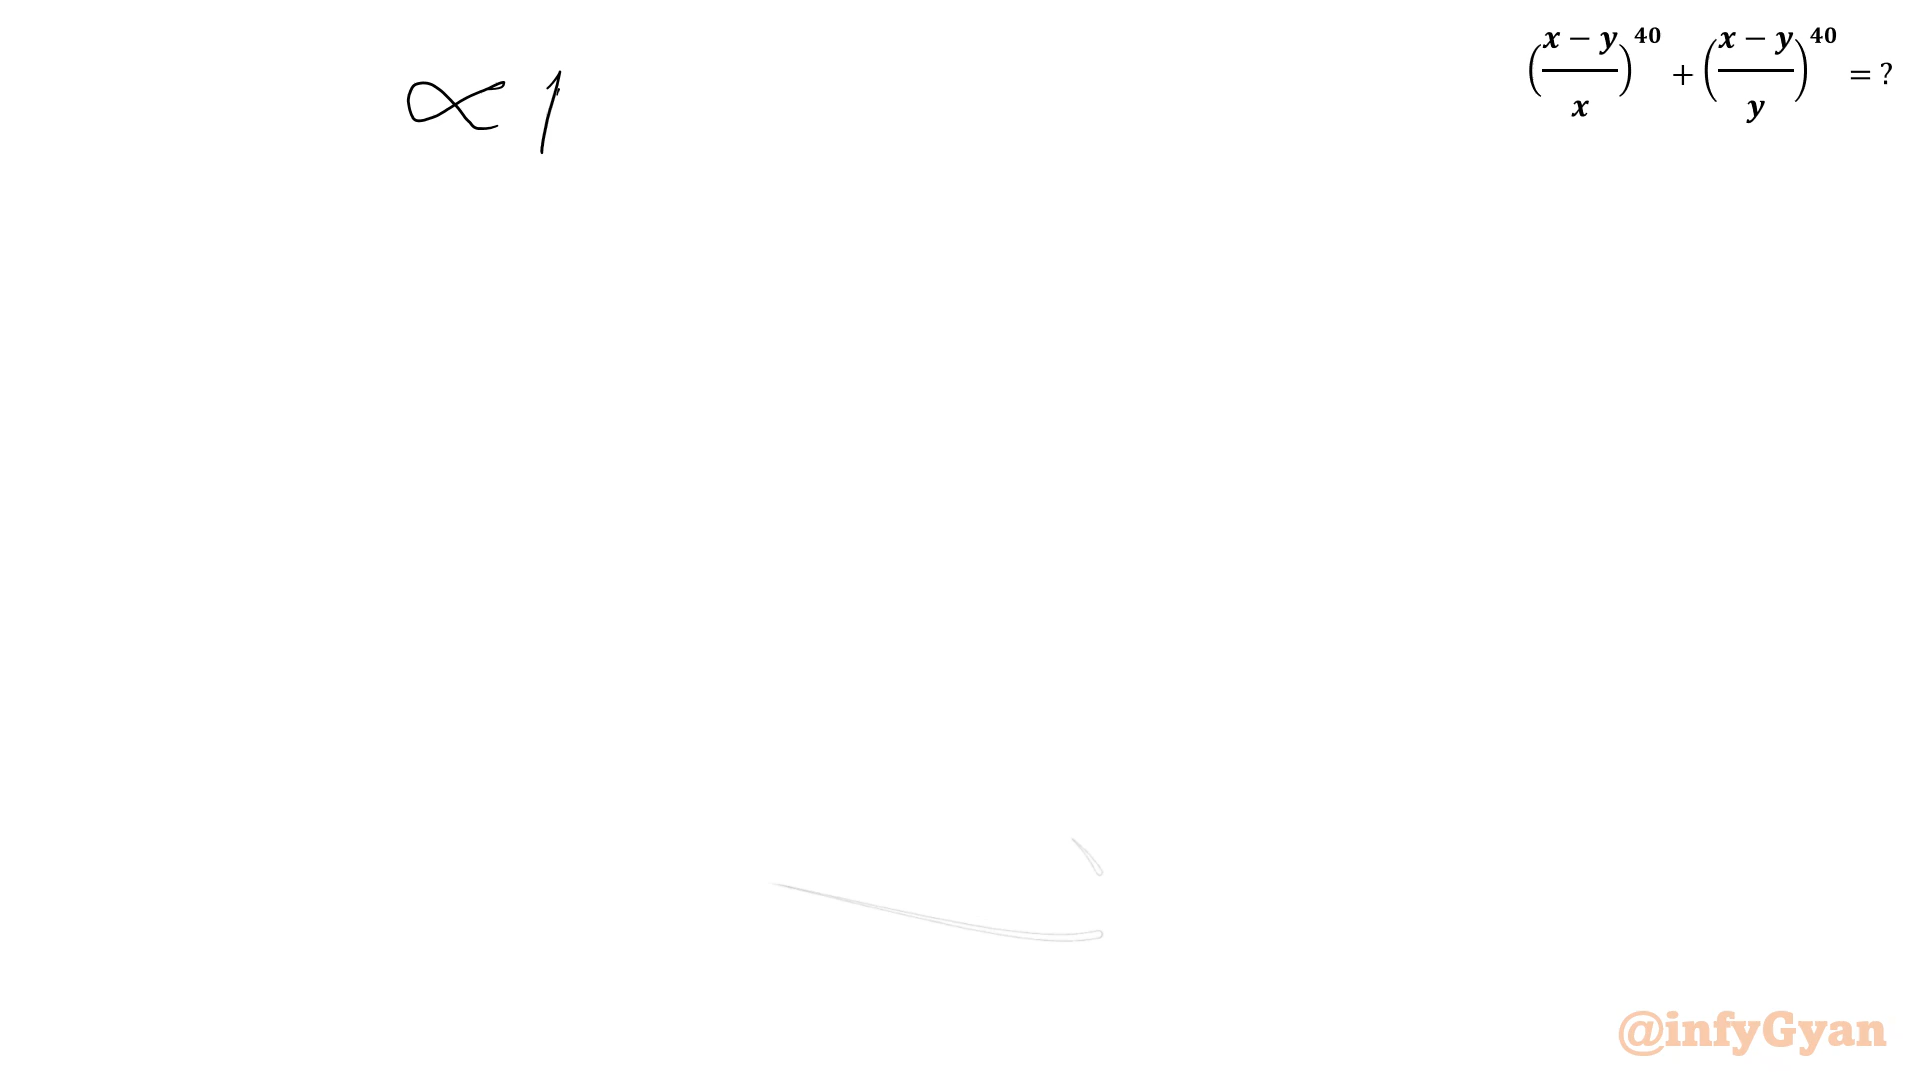 ∝ 1
(x − y / x)^40 + (x − y / y)^40 = ?
@infyGyan